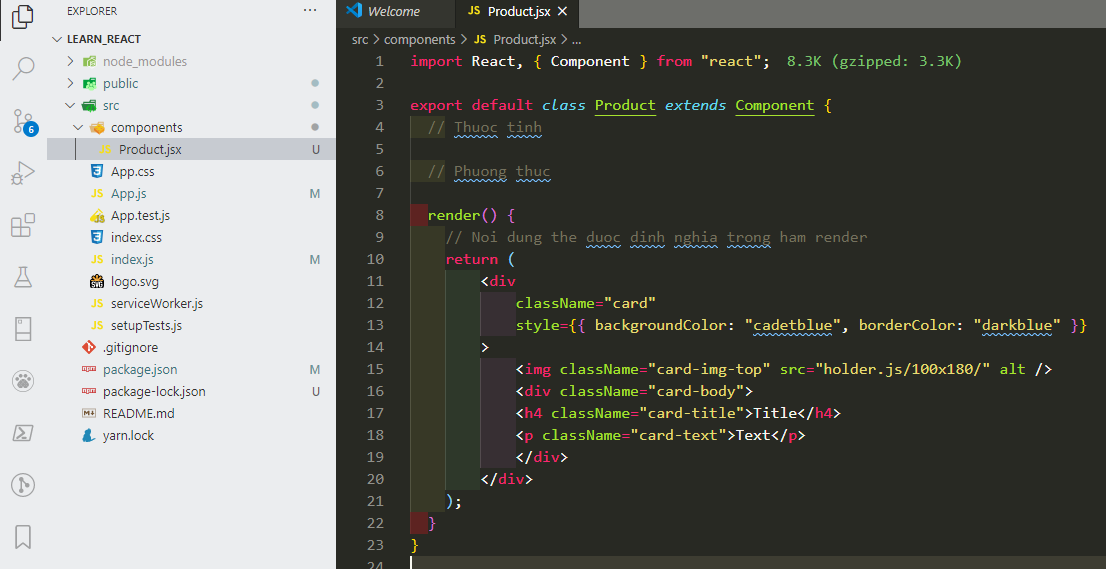 EXPLORER ...
LEARN_REACT
node_modules
public
src
components
Product.jsx U
App.css
App.js M
App.test.js
index.css
index.js M
logo.svg
serviceWorker.js
setupTests.js
.gitignore
package.json M
package-lock.json U
README.md
yarn.lock
6
Welcome JS Product.jsx ×
src > components > JS Product.jsx > ...
1 import React, { Component } from "react"; 8.3K (gzipped: 3.3K)
2
3 export default class Product extends Component {
4 // Thuoc tinh
5
6 // Phuong thuc
7
8 render() {
9 // Noi dung the duoc dinh nghia trong ham render
10 return (
11 <div
12 className="card"
13 style={{ backgroundColor: "cadetblue", borderColor: "darkblue" }}
14 >
15 <img className="card-img-top" src="holder.js/100x180/" alt />
16 <div className="card-body">
17 <h4 className="card-title">Title</h4>
18 <p className="card-text">Text</p>
19 </div>
20 </div>
21 );
22 }
23 }
24